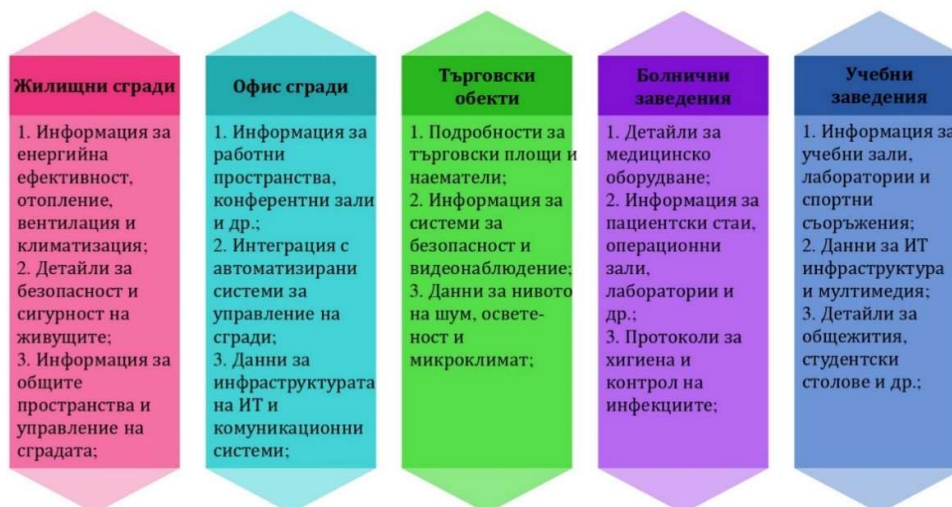 Жилищни сгради
1. Информация за
енергийна
ефективност,
отопление,
вентилация и
климатизация;
2. Детайли за
безопасност и
сигурност на
живущите;
3. Информация за
общите
пространства и
управление на
сградата;
Офис сгради
1. Информация за
работни
пространства,
конферентни зали
и др.;
2. Интеграция с
автоматизирани
системи за
управление на
сгради;
3. Данни за
инфраструктурата
на ИТ и
комуникационни
системи;
Търговски
обекти
1. Подробности за
търговски площи и
наематели;
2. Информация за
системи за
безопасност и
видеонаблюдение;
3. Данни за нивото
на шум, освете-
ност и
микроклимат;
Болнични
заведения
1. Детайли за
медицинско
оборудване;
2. Информация за
пациентски стаи,
операционни
зали,
лаборатории и
др.;
3. Протоколи за
хигиена и
контрол на
инфекциите;
Учебни
заведения
1. Информация за
учебни зали,
лаборатории и
спортни
съоръжения;
2. Данни за ИТ
инфраструктура
и мултимедия;
3. Детайли за
общежития,
студентски
столове и др.;